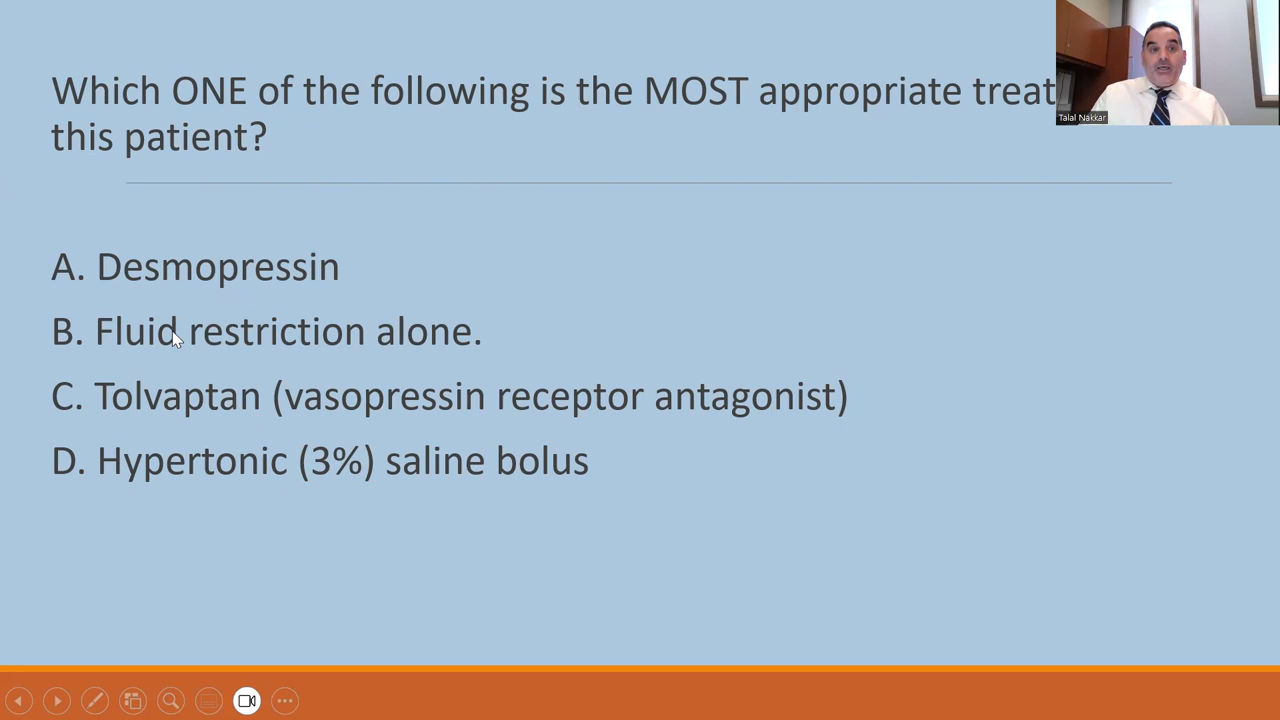 Which ONE of the following is the MOST appropriate treat
this patient?
Talal Nakkar
A. Desmopressin
B. Fluid restriction alone.
C. Tolvaptan (vasopressin receptor antagonist)
D. Hypertonic (3%) saline bolus